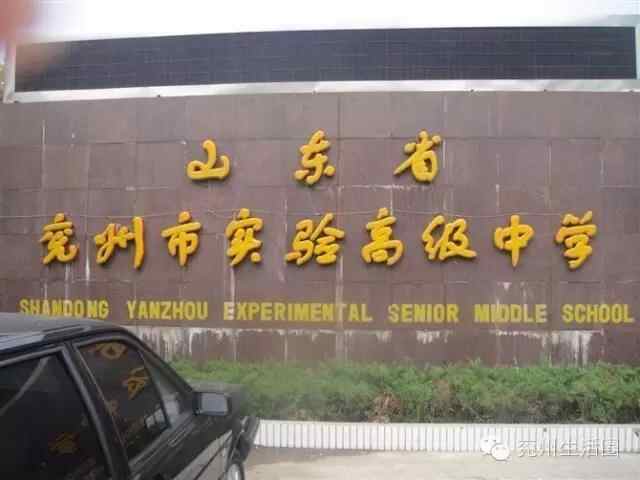 山东省
兖州市实验高级中学
SHANDONG YANZHOU EXPERIMENTAL SENIOR MIDDLE SCHOOL
兖州生活圈